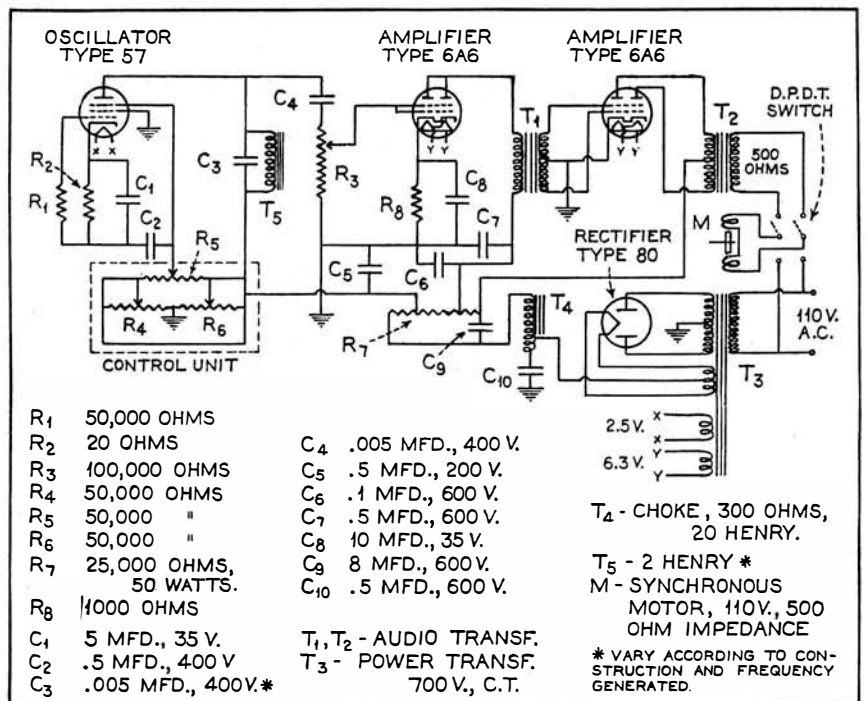 OSCILLATOR
TYPE 57
AMPLIFIER
TYPE 6A6
AMPLIFIER
TYPE 6A6
D.P.D.T.
SWITCH
C4
T1
T2
X X
Y Y
Y Y
R2
R1
C1
C2
C3
T5
R3
R8
C8
C7
500
OHMS
M
RECTIFIER
TYPE 80
R5
C5
C6
R4
R6
CONTROL UNIT
R7
C9
T4
C10
T3
110 V.
A.C.
2.5 V.
X
X
6.3 V.
Y
Y
R1 50,000 OHMS
R2 20 OHMS
R3 100,000 OHMS
R4 50,000 OHMS
R5 50,000 "
R6 50,000 "
R7 25,000 OHMS,
50 WATTS.
R8 1000 OHMS
C1 5 MFD., 35 V.
C2 .5 MFD., 400 V
C3 .005 MFD., 400V.*
C4 .005 MFD., 400 V.
C5 .5 MFD., 200 V.
C6 .1 MFD., 600 V.
C7 .5 MFD., 600 V.
C8 10 MFD., 35 V.
C9 8 MFD., 600 V.
C10 .5 MFD., 600 V.
T1, T2 - AUDIO TRANSF.
T3 - POWER TRANSF.
700 V., C.T.
T4 - CHOKE, 300 OHMS,
20 HENRY.
T5 - 2 HENRY *
M - SYNCHRONOUS
MOTOR, 110V., 500
OHM IMPEDANCE
* VARY ACCORDING TO CON-
STRUCTION AND FREQUENCY
GENERATED.